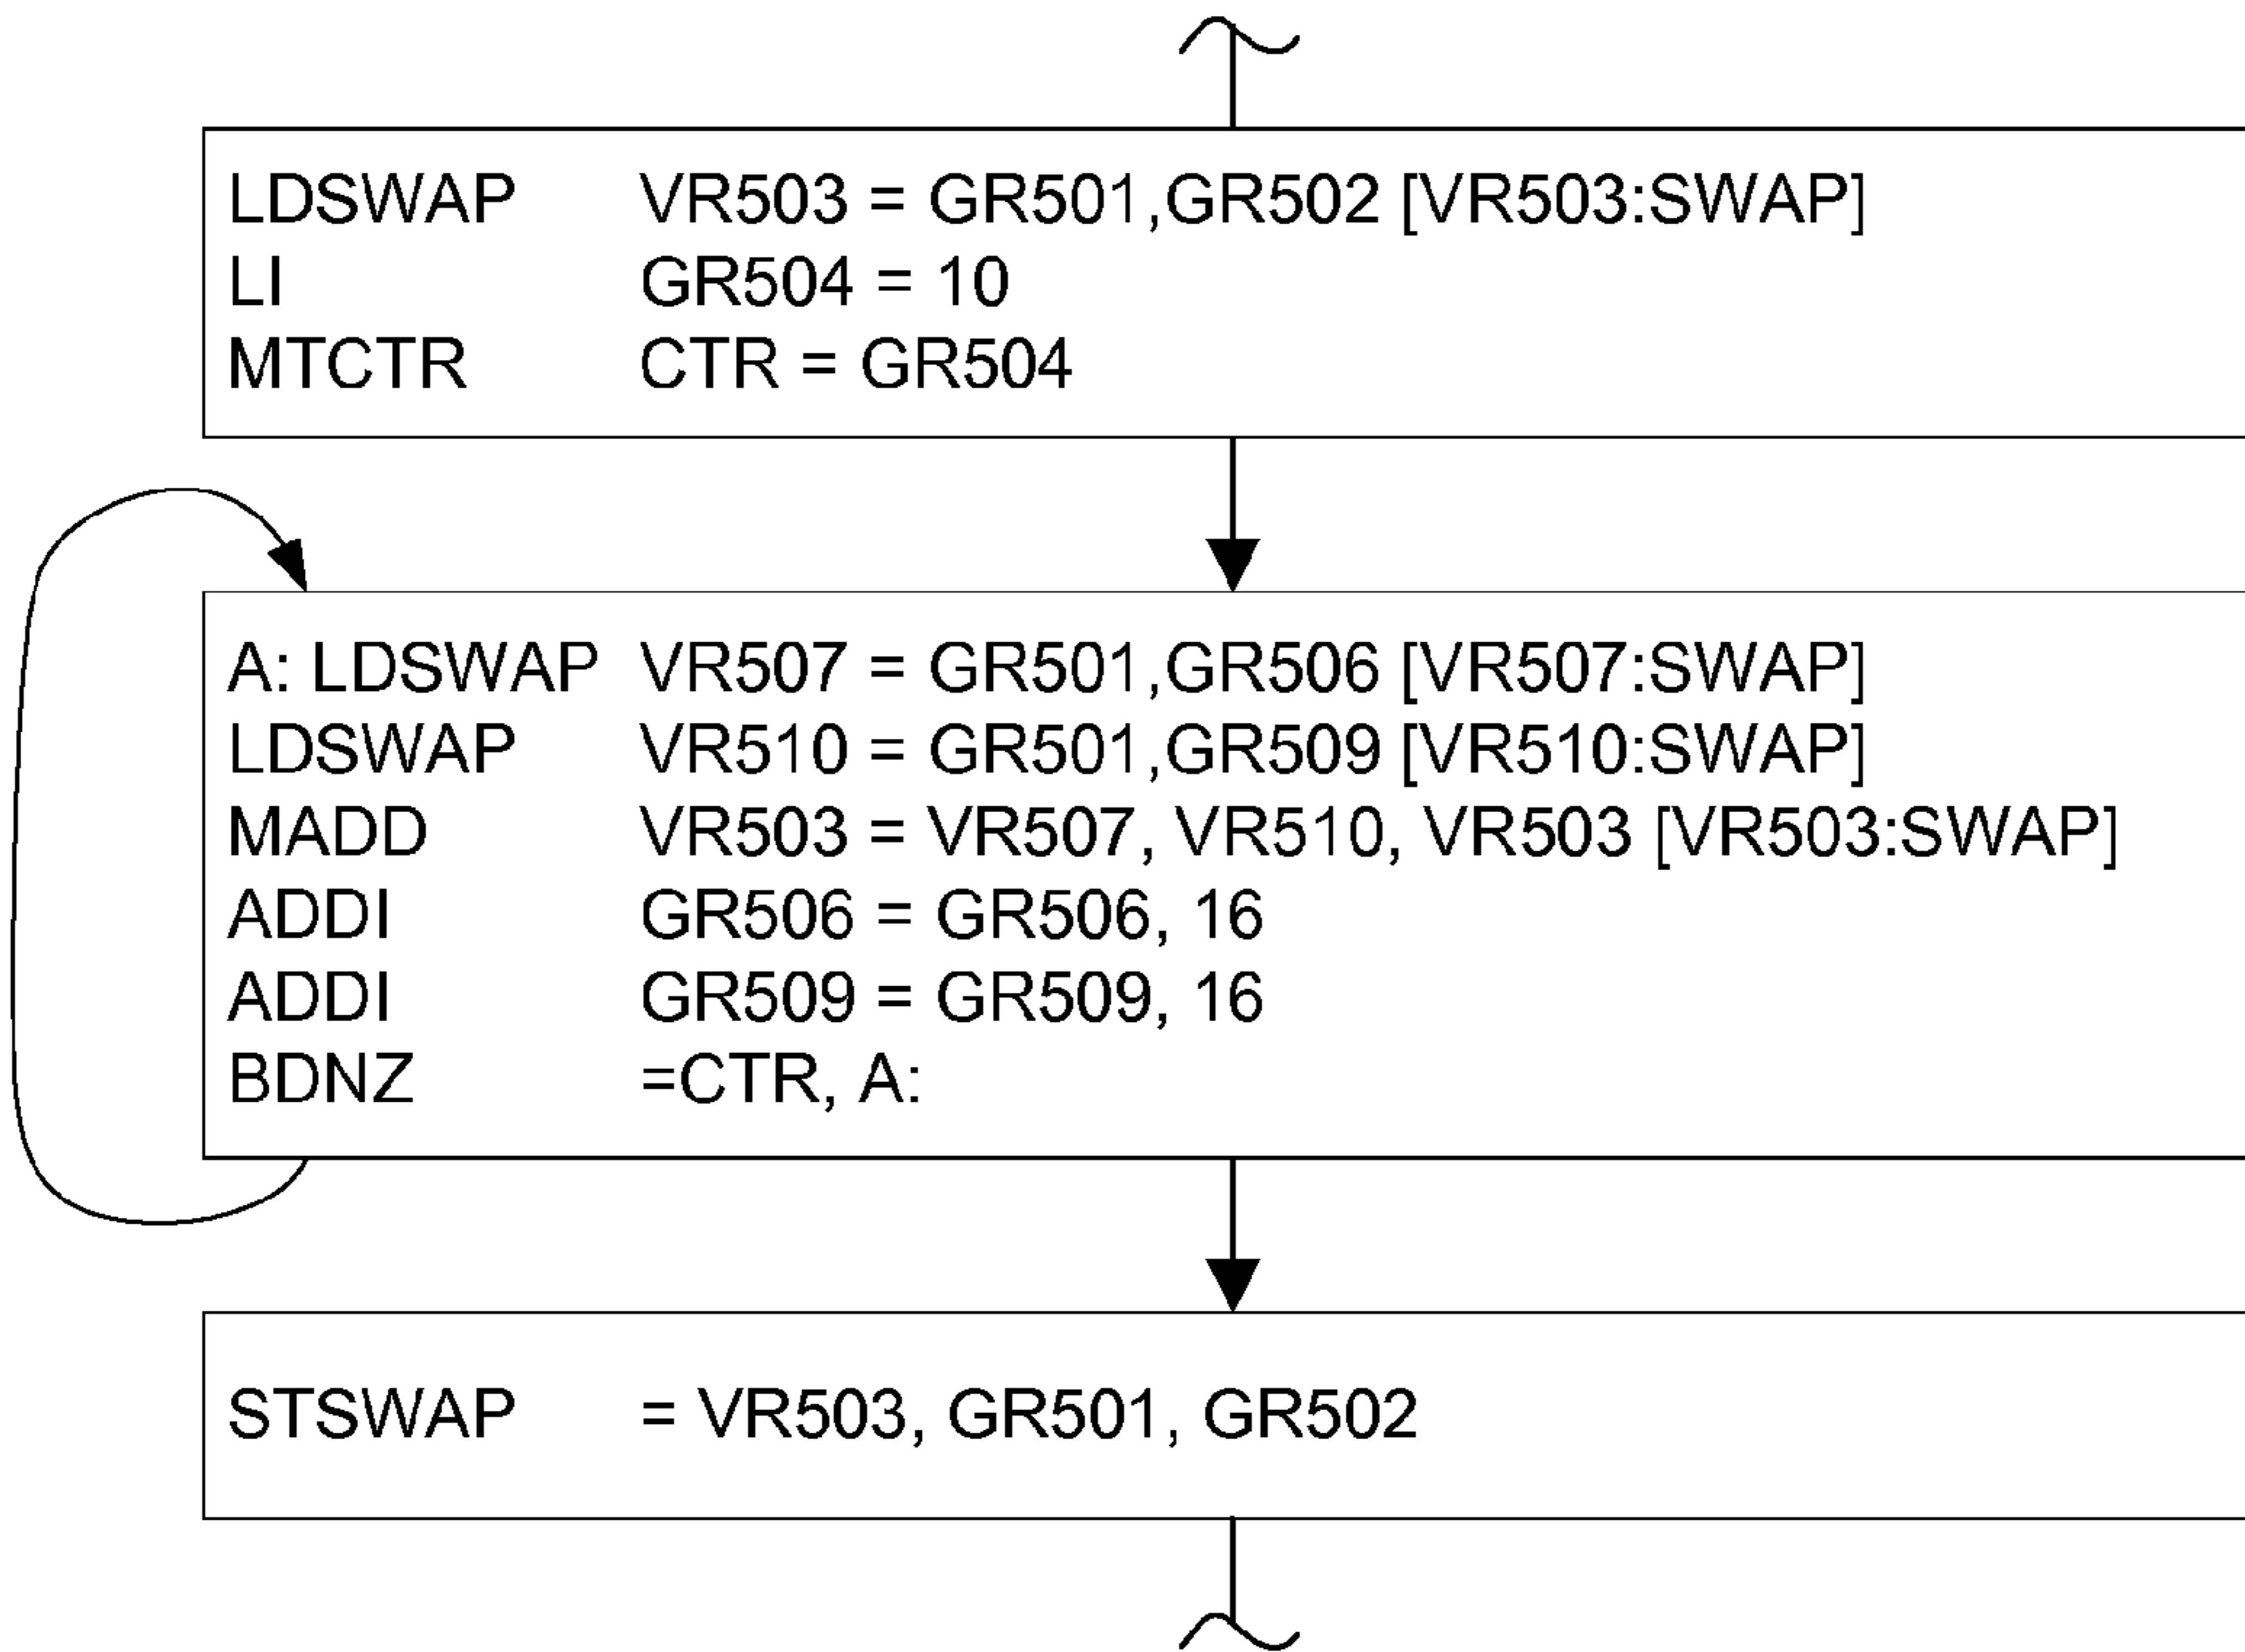 LDSWAP VR503 = GR501,GR502 [VR503:SWAP]
LI GR504 = 10
MTCTR CTR = GR504
A: LDSWAP VR507 = GR501,GR506 [VR507:SWAP]
LDSWAP VR510 = GR501,GR509 [VR510:SWAP]
MADD VR503 = VR507, VR510, VR503 [VR503:SWAP]
ADDI GR506 = GR506, 16
ADDI GR509 = GR509, 16
BDNZ =CTR, A:
STSWAP = VR503, GR501, GR502